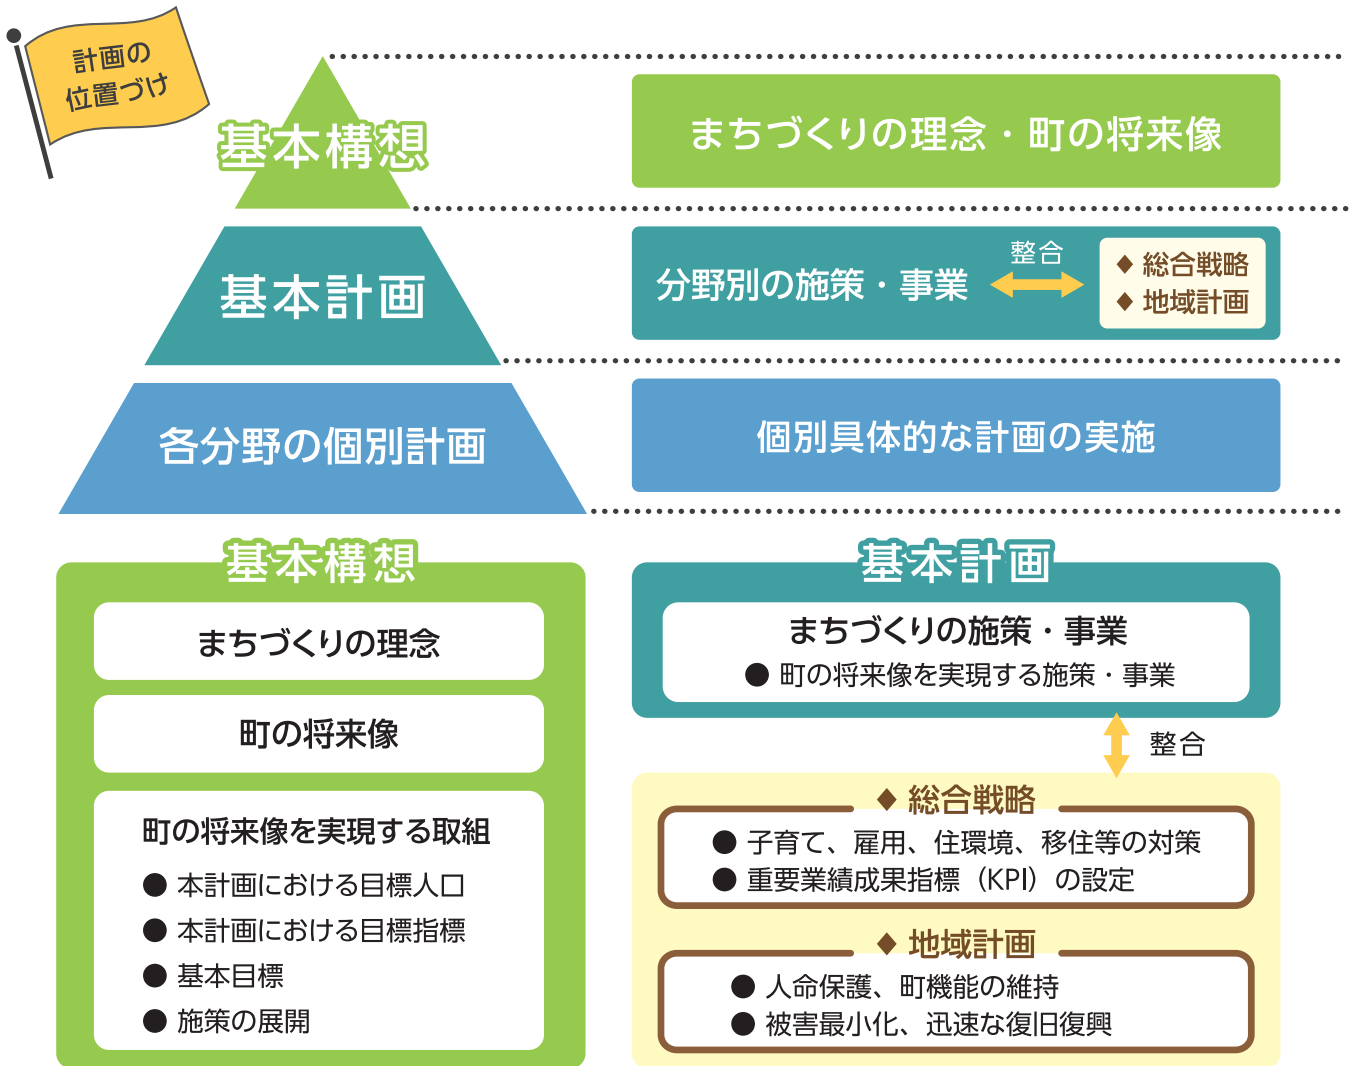 計画の
位置づけ
基本構想
まちづくりの理念・町の将来像
基本計画
分野別の施策・事業
整合
◆ 総合戦略
◆ 地域計画
各分野の個別計画
個別具体的な計画の実施
基本構想
まちづくりの理念
町の将来像
町の将来像を実現する取組
● 本計画における目標人口
● 本計画における目標指標
● 基本目標
● 施策の展開
基本計画
まちづくりの施策・事業
● 町の将来像を実現する施策・事業
整合
◆ 総合戦略
● 子育て、雇用、住環境、移住等の対策
● 重要業績成果指標（KPI）の設定
◆ 地域計画
● 人命保護、町機能の維持
● 被害最小化、迅速な復旧復興